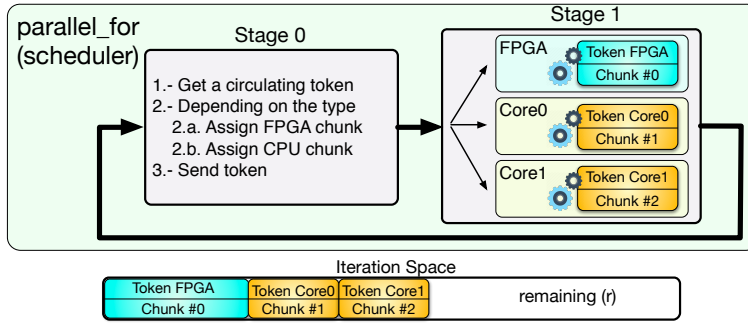 parallel_for
(scheduler)
Stage 0
1.- Get a circulating token
2.- Depending on the type
2.a. Assign FPGA chunk
2.b. Assign CPU chunk
3.- Send token
Stage 1
FPGA
Token FPGA
Chunk #0
Core0
Token Core0
Chunk #1
Core1
Token Core1
Chunk #2
Iteration Space
Token FPGA
Chunk #0
Token Core0
Chunk #1
Token Core1
Chunk #2
remaining (r)